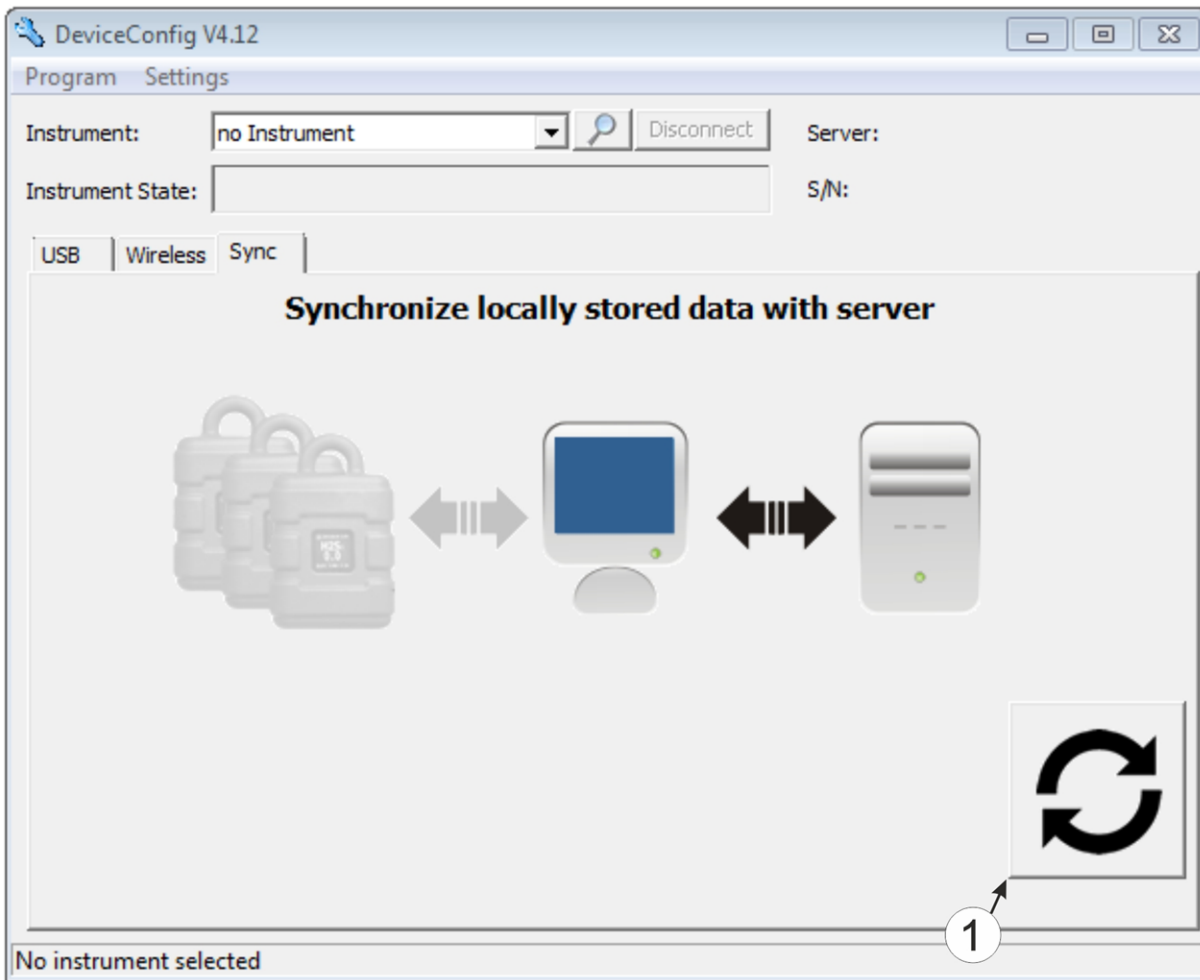 DeviceConfig V4.12
Program Settings
Instrument: no Instrument Disconnect Server:
Instrument State: S/N:
USB Wireless Sync
Synchronize locally stored data with server
1
No instrument selected